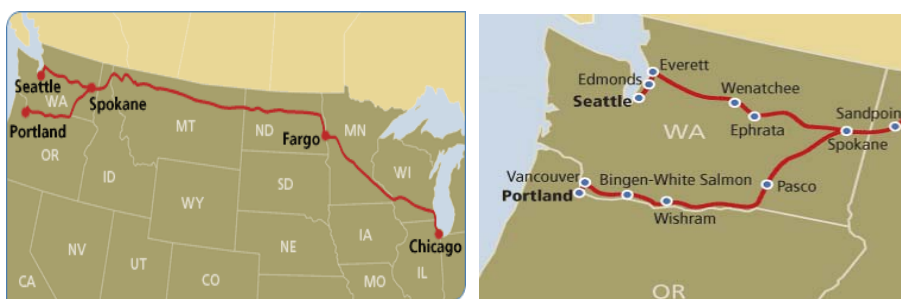 Seattle
WA
Spokane
Portland
MT
ND
Fargo
MN
OR
ID
SD
WI
WY
NV
UT
NE
IA
Chicago
CA
CO
MO
IL
Everett
Edmonds
Seattle
Wenatchee
Ephrata
Sandpoin
WA
Spokane
Vancouver
Bingen-White Salmon
Pasco
Portland
Wishram
OR